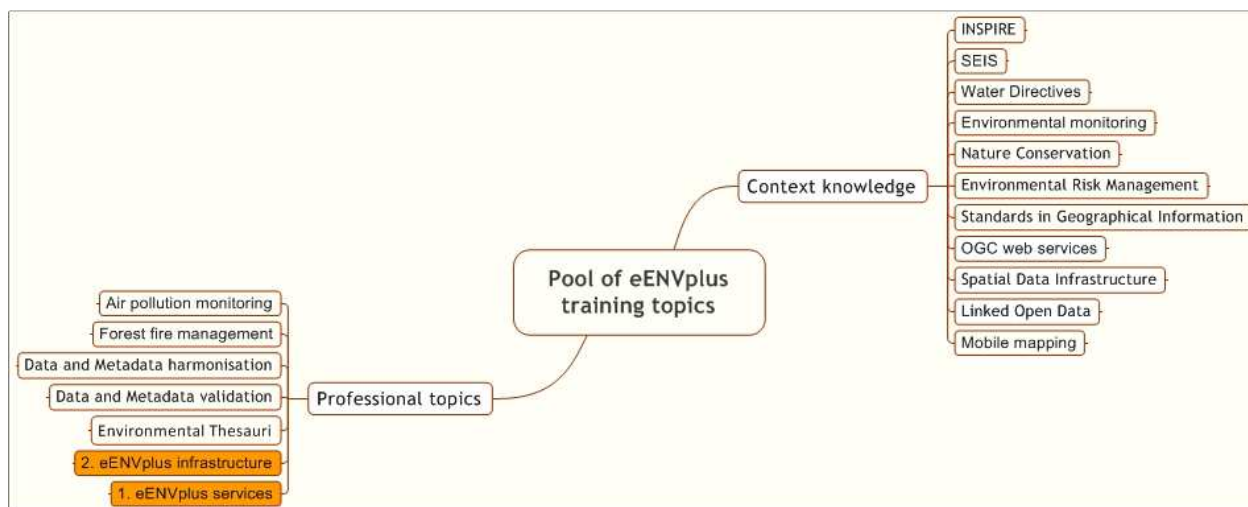 INSPIRE
SEIS
Water Directives
Environmental monitoring
Nature Conservation
Context knowledge
Environmental Risk Management
Standards in Geographical Information
OGC web services
Spatial Data Infrastructure
Linked Open Data
Mobile mapping
Pool of eENVplus
training topics
Air pollution monitoring
Forest fire management
Data and Metadata harmonisation
Data and Metadata validation
Professional topics
Environmental Thesauri
2. eENVplus infrastructure
1. eENVplus services